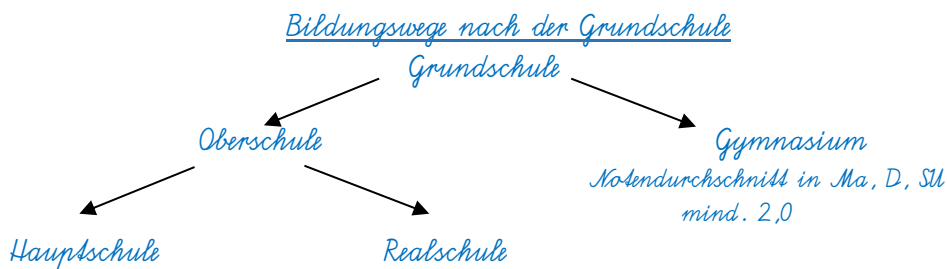 Bildungswege nach der Grundschule
Grundschule
Oberschule
Gymnasium
Notendurchschnitt in Ma, D, SU
mind. 2,0
Hauptschule
Realschule